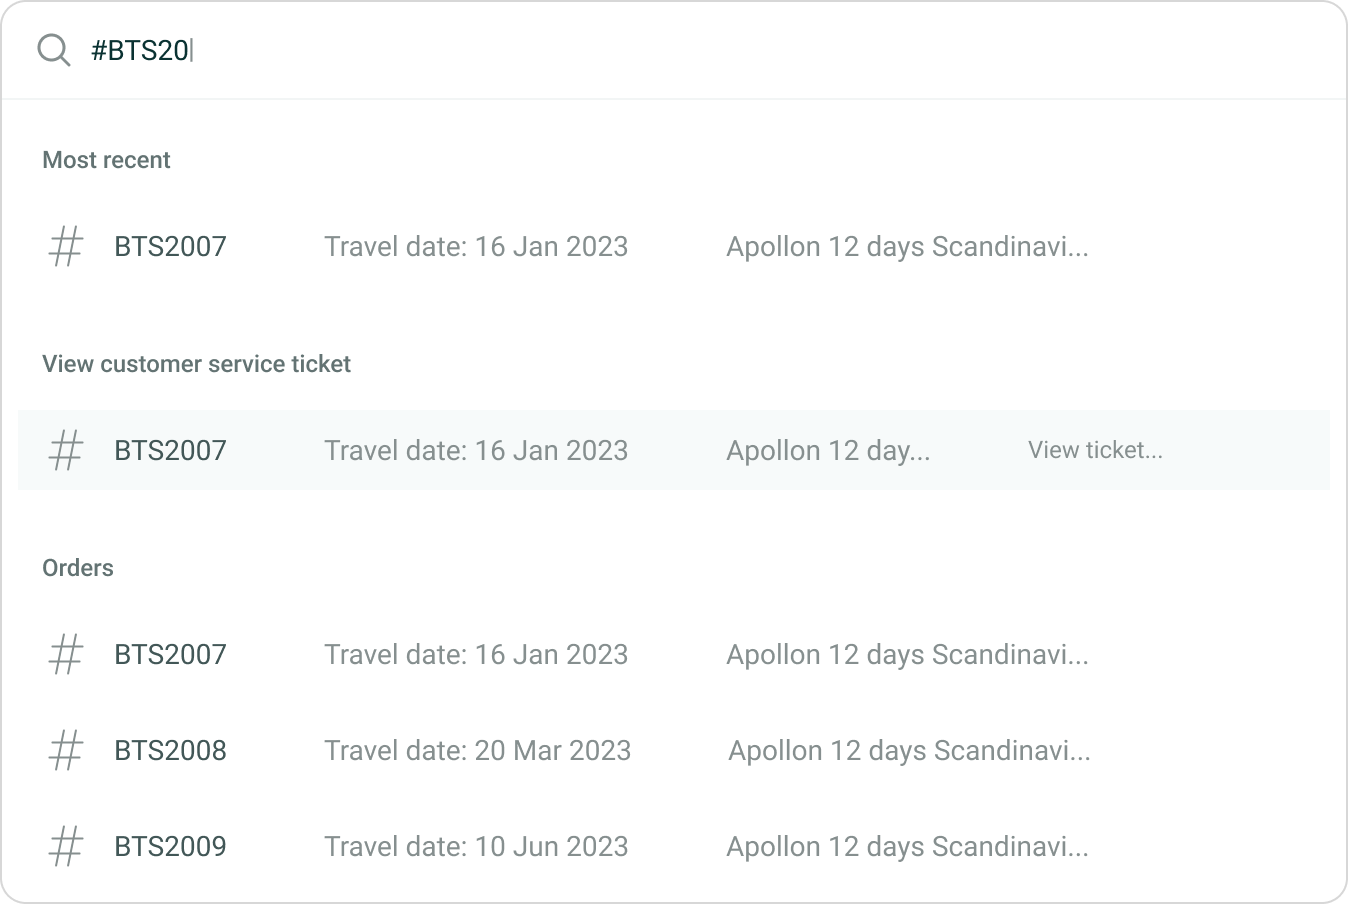 #BTS20
Most recent
# BTS2007 Travel date: 16 Jan 2023 Apollon 12 days Scandinavi...
View customer service ticket
# BTS2007 Travel date: 16 Jan 2023 Apollon 12 day... View ticket...
Orders
# BTS2007 Travel date: 16 Jan 2023 Apollon 12 days Scandinavi...
# BTS2008 Travel date: 20 Mar 2023 Apollon 12 days Scandinavi...
# BTS2009 Travel date: 10 Jun 2023 Apollon 12 days Scandinavi...